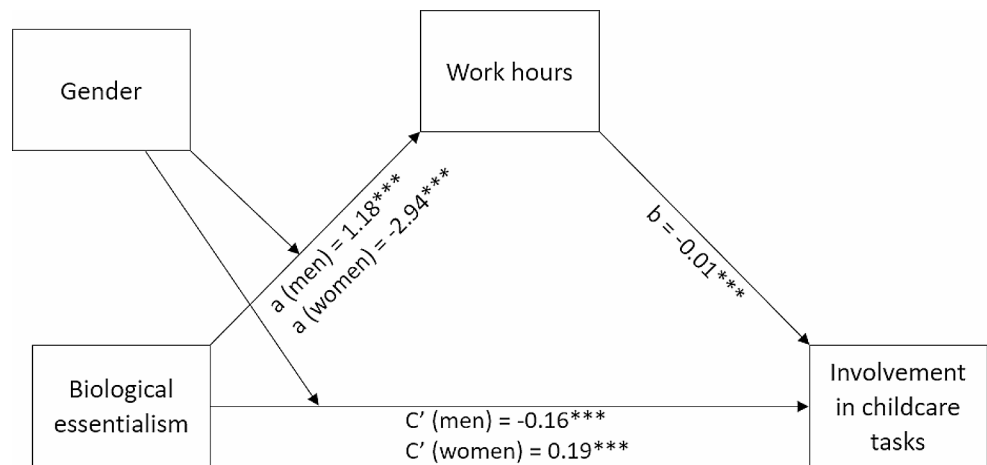 Gender
Work hours
a (men) = 1.18***
a (women) = -2.94***
b = -0.01***
Biological
essentialism
C’ (men) = -0.16***
C’ (women) = 0.19***
Involvement
in childcare
tasks